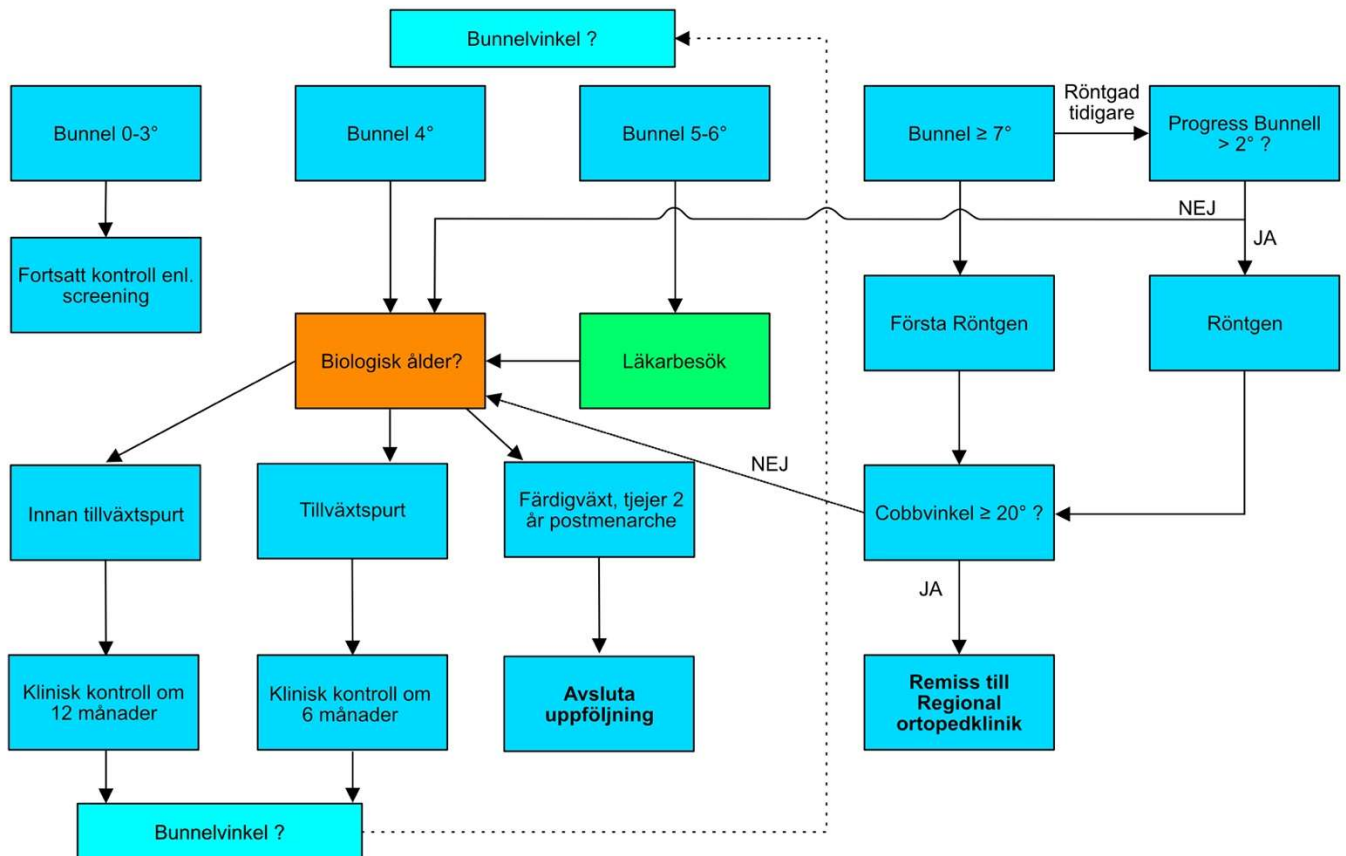 Bunnelvinkel ?
Bunnel 0-3°
Bunnel 4°
Bunnel 5-6°
Bunnel ≥ 7°
Röntgad
tidigare
Progress Bunnell
> 2° ?
NEJ
JA
Fortsatt kontroll enl.
screening
Biologisk ålder?
Läkarbesök
Första Röntgen
Röntgen
NEJ
Innan tillväxtspurt
Tillväxtspurt
Färdigväxt, tjejer 2
år postmenarche
Cobbvinkel ≥ 20° ?
JA
Klinisk kontroll om
12 månader
Klinisk kontroll om
6 månader
Avsluta
uppföljning
Remiss till
Regional
ortopedklinik
Bunnelvinkel ?